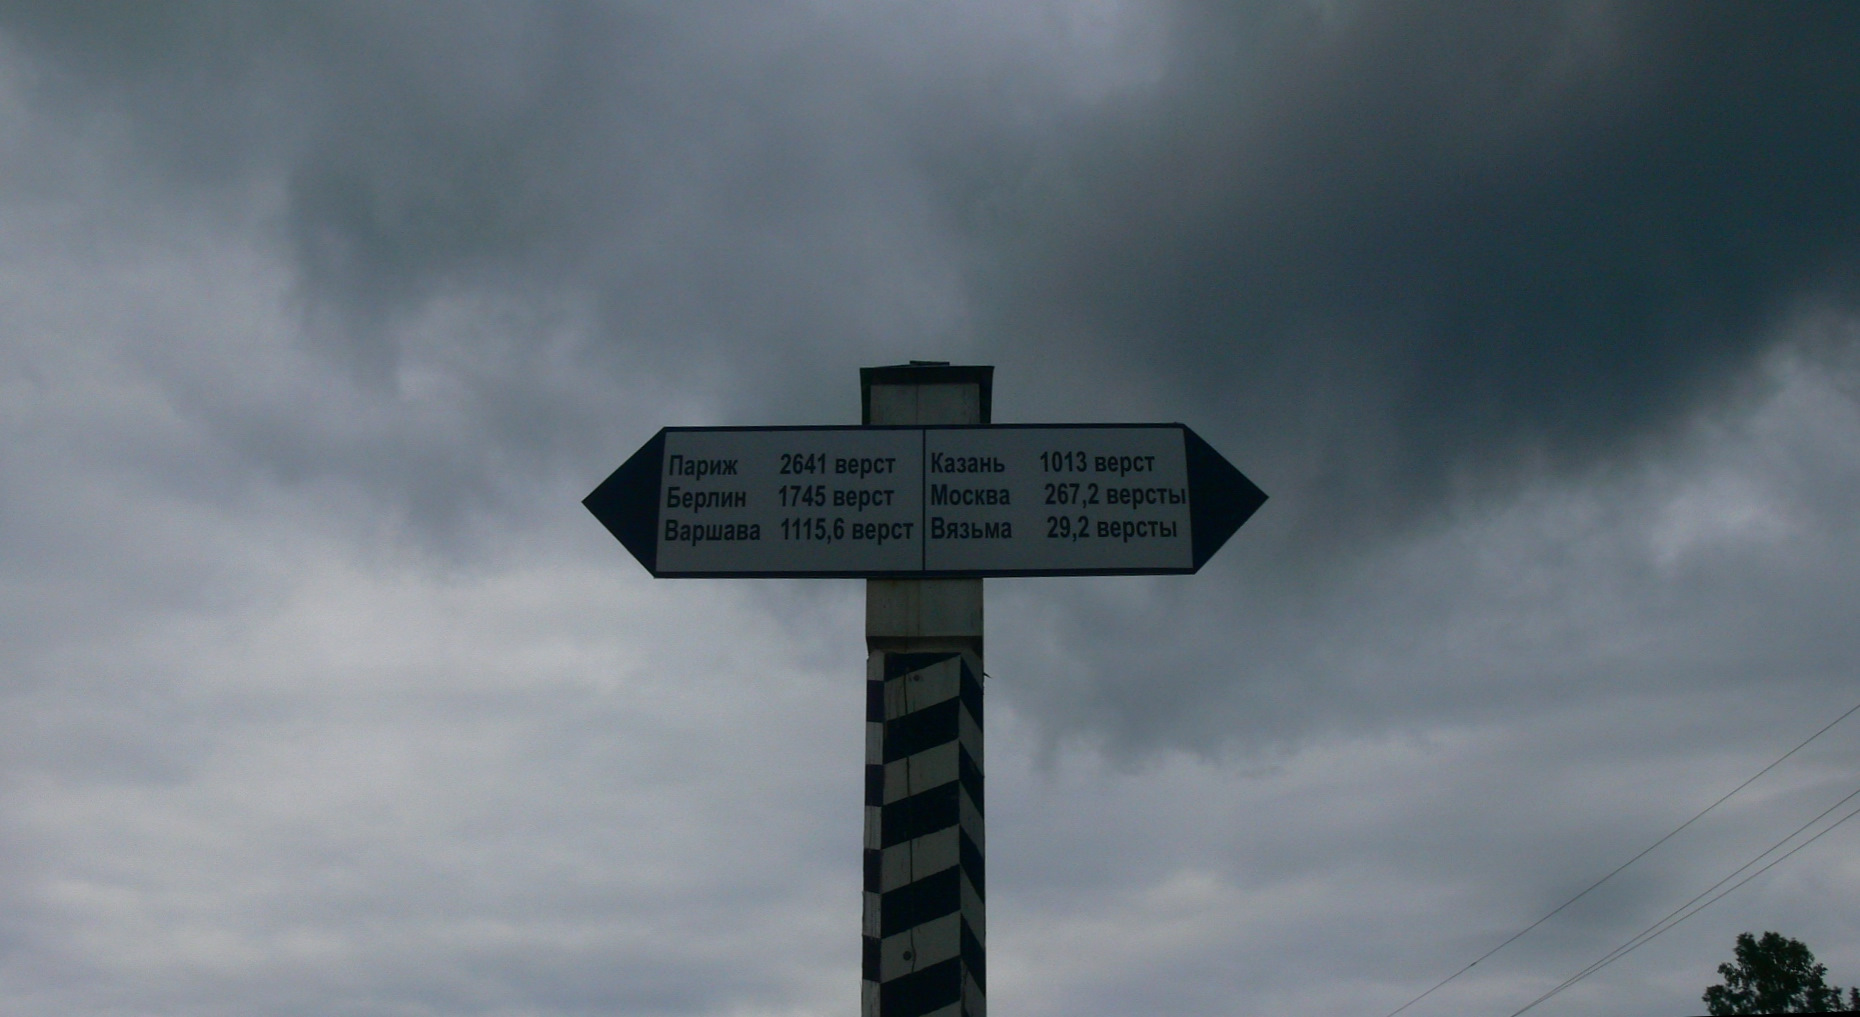 Париж 2641 верст
Берлин 1745 верст
Варшава 1115,6 верст
Казань 1013 верст
Москва 267,2 версты
Вязьма 29,2 версты